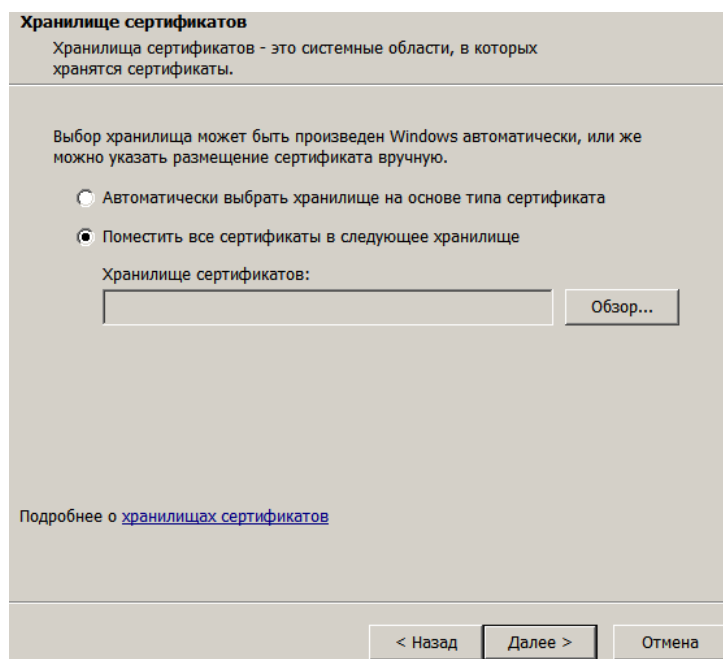 Хранилище сертификатов
Хранилища сертификатов - это системные области, в которых
хранятся сертификаты.
Выбор хранилища может быть произведен Windows автоматически, или же
можно указать размещение сертификата вручную.
Автоматически выбрать хранилище на основе типа сертификата
Поместить все сертификаты в следующее хранилище
Хранилище сертификатов:
Обзор...
Подробнее о хранилищах сертификатов
< Назад Далее > Отмена